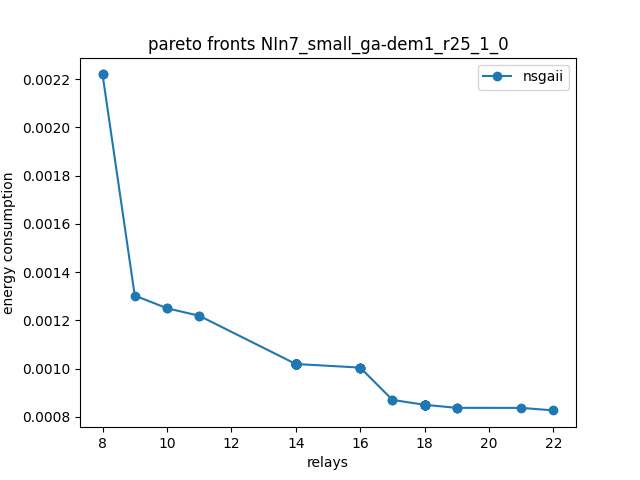 pareto fronts NIn7_small_ga-dem1_r25_1_0
nsgaii
energy consumption
0.0022
0.0020
0.0018
0.0016
0.0014
0.0012
0.0010
0.0008
8 10 12 14 16 18 20 22
relays